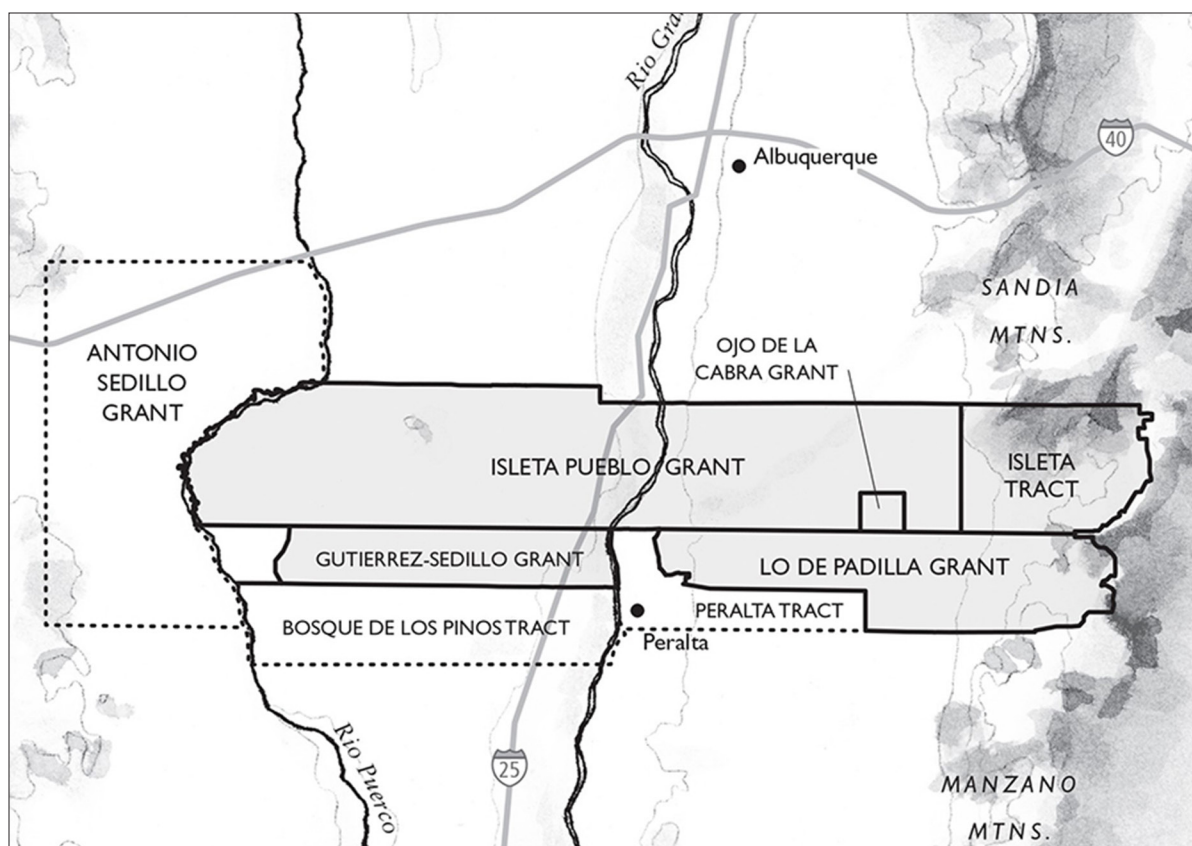 Rio Gran
40
Albuquerque
SANDIA
MTNS.
ANTONIO
SEDILLO
GRANT
OJO DE LA
CABRA GRANT
ISLETA PUEBLO GRANT
ISLETA
TRACT
GUTIERREZ-SEDILLO GRANT
LO DE PADILLA GRANT
BOSQUE DE LOS PINOS TRACT
PERALTA TRACT
Peralta
Rio Puerco
25
MANZANO
MTNS.